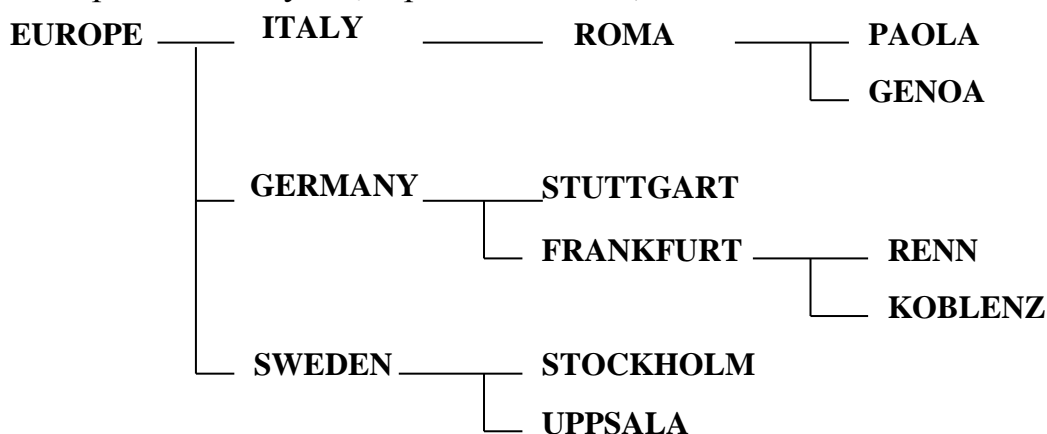 EUROPE ITALY ROMA PAOLA
GENOA
GERMANY STUTTGART
FRANKFURT RENN
KOBLENZ
SWEDEN STOCKHOLM
UPPSALA